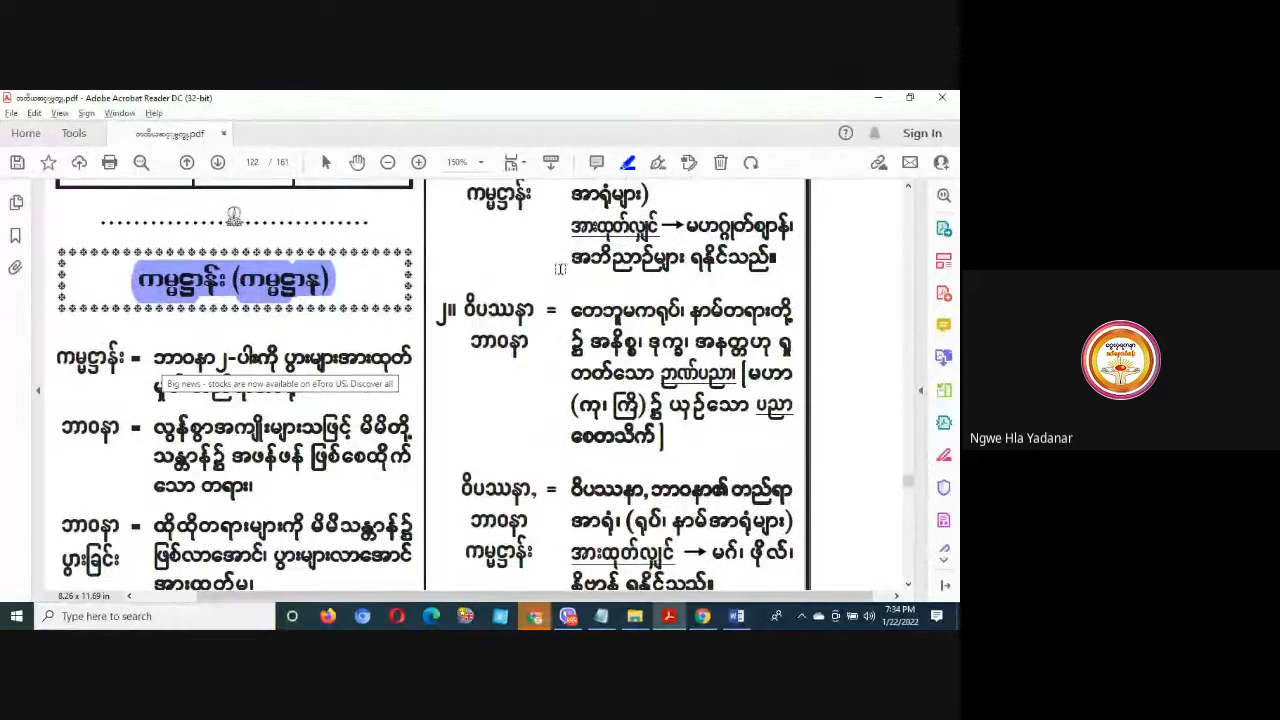 Adobe Acrobat Reader DC (32-bit)
File Edit View Sign Window Help
Home Tools
Sign In
122 / 161
150%
ကမ္မဋ္ဌာန်း (ကမ္မဋ္ဌာန)
ကမ္မဋ္ဌာန်း = ဘာဝနာ ၂-ပါးကို ပွားများအားထုတ်
Big news - stocks are now available on eToro US. Discover all
ဘာဝနာ = လွန်စွာအကျိုးများသဖြင့် မိမိတို့
သန္တာန်၌ အဖန်ဖန် ဖြစ်စေထိုက်
သော တရား၊
ဘာဝနာ = ထိုထိုတရားများကို မိမိသန္တာန်၌
ပွားခြင်း ဖြစ်လာအောင်၊ ပွားများလာအောင်
အားထုတ်မှု၊
ကမ္မဋ္ဌာန်း အာရုံများ)
အားထုတ်လျှင် → မဟဂ္ဂုတ်ဈာန်၊
အဘိညာဉ်များ ရနိုင်သည်။
၂။ ဝိပဿနာ = တေဘူမကရုပ်၊ နာမ်တရားတို့
ဘာဝနာ ၌ အနိစ္စ၊ ဒုက္ခ၊ အနတ္တဟု ရှု
တတ်သော ဉာဏ်ပညာ၊ [မဟာ
(ကု၊ ကြိ)၌ ယှဉ်သော ပညာ
စေတသိက်]
ဝိပဿနာ, = ဝိပဿနာ, ဘာဝနာ၏ တည်ရာ
ဘာဝနာ အာရုံ၊ (ရုပ်၊ နာမ်အာရုံများ)
ကမ္မဋ္ဌာန်း အားထုတ်လျှင် → မဂ်၊ ဖိုလ်၊
နိဗ္ဗာန် ရနိုင်သည်။
8.26 x 11.69 in
Type here to search
7:34 PM
1/22/2022
Ngwe Hla Yadanar